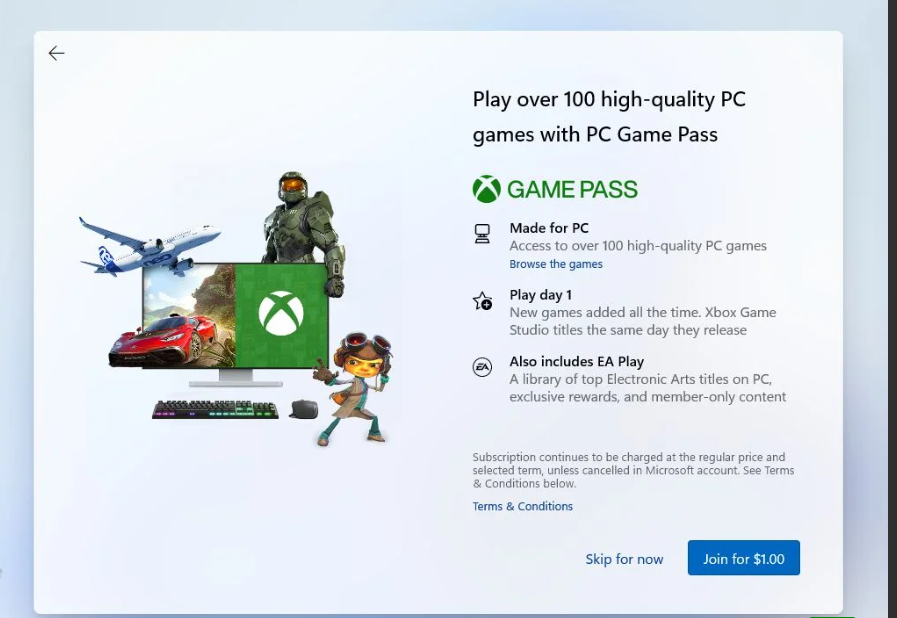 Play over 100 high-quality PC
games with PC Game Pass
GAME PASS
Made for PC
Access to over 100 high-quality PC games
Browse the games
Play day 1
New games added all the time. Xbox Game
Studio titles the same day they release
EA
Also includes EA Play
A library of top Electronic Arts titles on PC,
exclusive rewards, and member-only content
Subscription continues to be charged at the regular price and
selected term, unless cancelled in Microsoft account. See Terms
& Conditions below.
Terms & Conditions
Skip for now
Join for $1.00